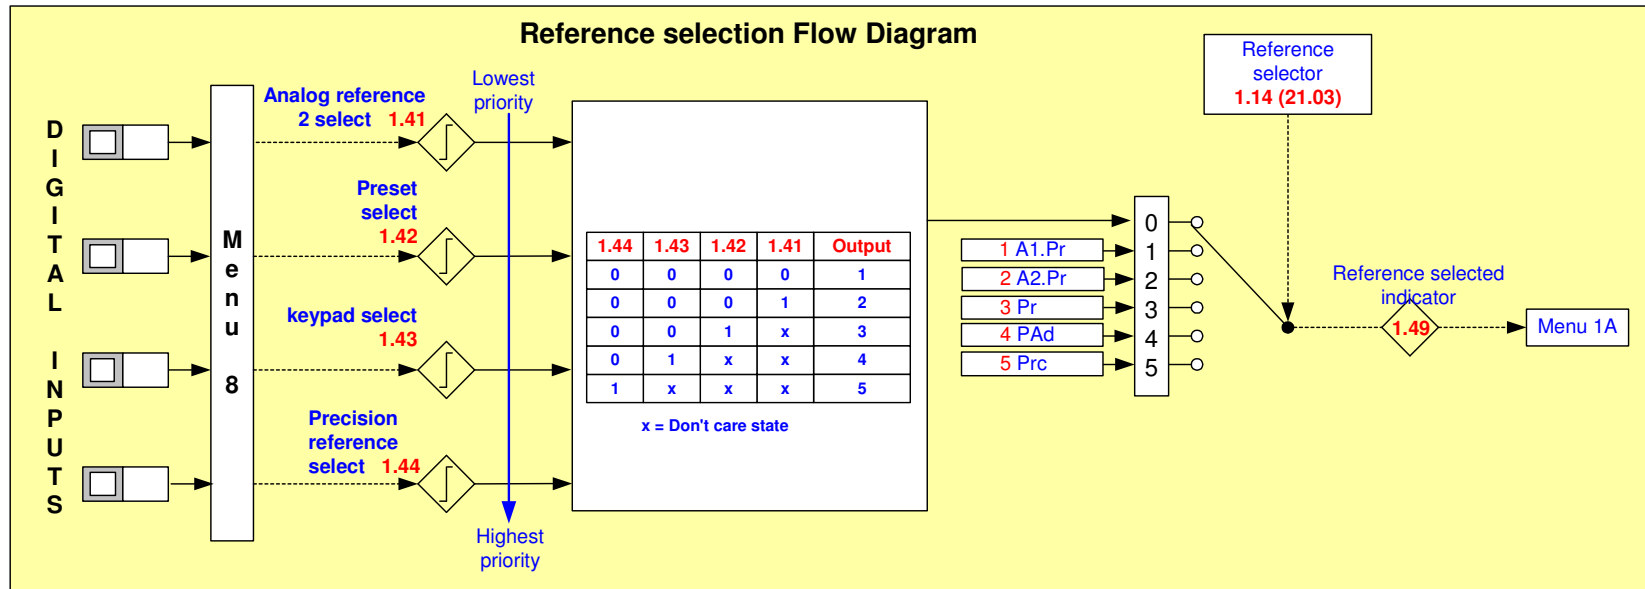 Reference selection Flow Diagram
DIGITAL INPUTS
Menu 8
Analog reference
2 select 1.41
Preset
select
1.42
keypad select
1.43
Precision
reference
select 1.44
Lowest
priority
Highest
priority
1.44 1.43 1.42 1.41 Output
0 0 0 0 1
0 0 0 1 2
0 0 1 x 3
0 1 x x 4
1 x x x 5
x = Don't care state
Reference
selector
1.14 (21.03)
0
1 A1.Pr 1
2 A2.Pr 2
3 Pr 3
4 PAd 4
5 Prc 5
Reference selected
indicator
1.49
Menu 1A